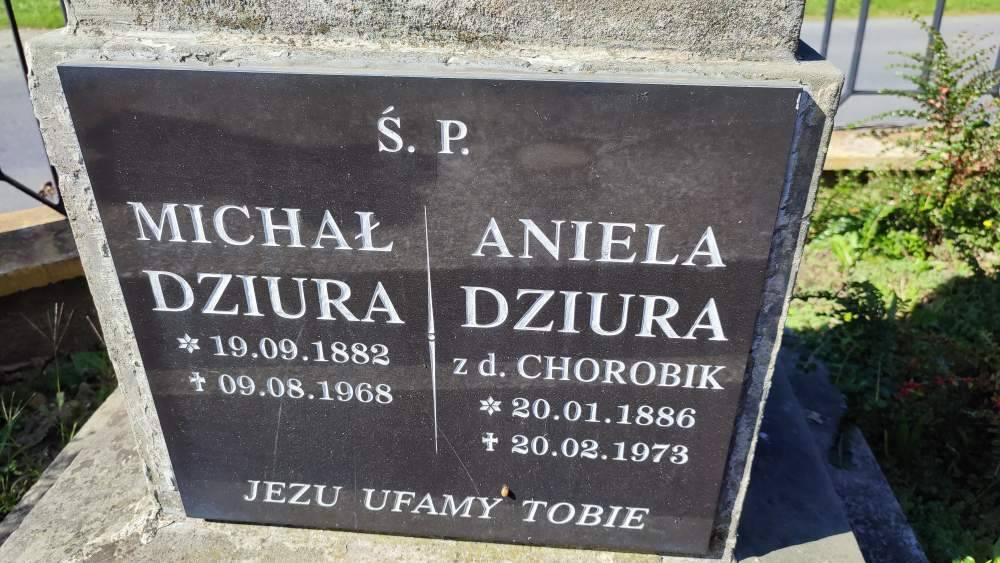 Ś. P.
MICHAŁ
DZIURA
* 19.09.1882
✝ 09.08.1968
ANIELA
DZIURA
z d. CHOROBIK
* 20.01.1886
✝ 20.02.1973
JEZU UFAMY TOBIE